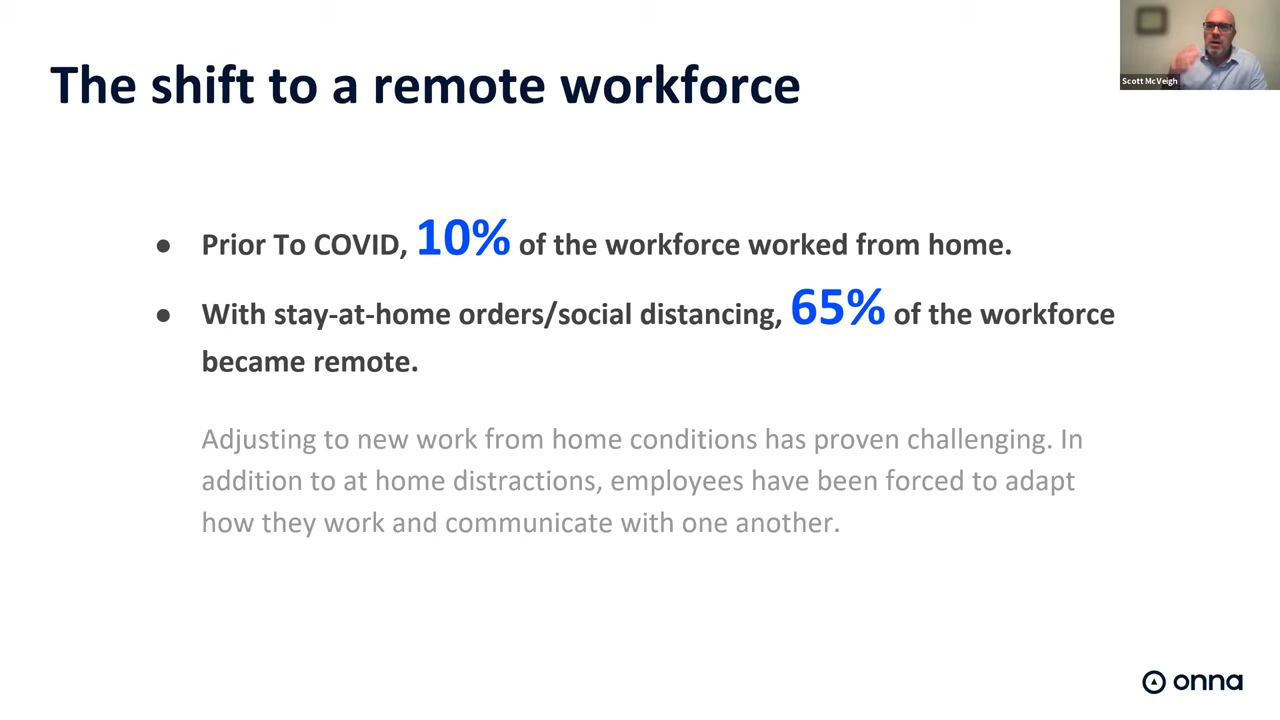 The shift to a remote workforce
Scott McVeigh
● Prior To COVID, 10% of the workforce worked from home.
● With stay-at-home orders/social distancing, 65% of the workforce
became remote.
Adjusting to new work from home conditions has proven challenging. In
addition to at home distractions, employees have been forced to adapt
how they work and communicate with one another.
onna